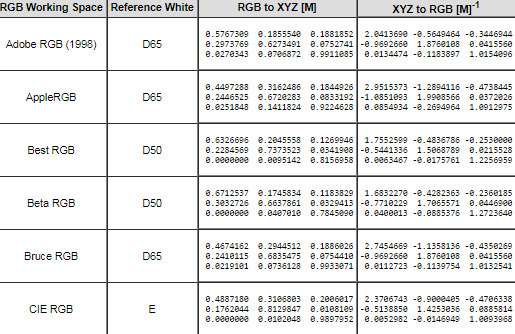 RGB Working Space Reference White RGB to XYZ [M] XYZ to RGB [M]-1
0.5767309 0.1855540 0.1881852 2.0413690 -0.5649464 -0.3446944
Adobe RGB (1998) D65 0.2973769 0.6273491 0.0752741 -0.9692660 1.8760108 0.0415560
0.0270343 0.0706872 0.9911085 0.0134474 -0.1183897 1.0154096
0.4497288 0.3162486 0.1844926 2.9515373 -1.2894116 -0.4738445
AppleRGB D65 0.2446525 0.6720283 0.0833192 -1.0851093 1.9908566 0.0372026
0.0251848 0.1411824 0.9224628 0.0854934 -0.2694964 1.0912975
0.6326696 0.2045558 0.1269946 1.7552599 -0.4836786 -0.2530000
Best RGB D50 0.2284569 0.7373523 0.0341908 -0.5441336 1.5068789 0.0215528
0.0000000 0.0095142 0.8156958 0.0063467 -0.0175761 1.2256959
0.6712537 0.1745834 0.1183829 1.6832270 -0.4282363 -0.2360185
Beta RGB D50 0.3032726 0.6637861 0.0329413 -0.7710229 1.7065571 0.0446900
0.0000000 0.0407010 0.7845090 0.0400013 -0.0885376 1.2723640
0.4674162 0.2944512 0.1886026 2.7454669 -1.1358136 -0.4350269
Bruce RGB D65 0.2410115 0.6835475 0.0754410 -0.9692660 1.8760108 0.0415560
0.0219101 0.0736128 0.9933071 0.0112723 -0.1139754 1.0132541
0.4887180 0.3106803 0.2006017 2.3706743 -0.9000405 -0.4706338
CIE RGB E 0.1762044 0.8129847 0.0108109 -0.5138850 1.4253036 0.0885814
0.0000000 0.0102048 0.9897952 0.0052982 -0.0146949 1.0093968